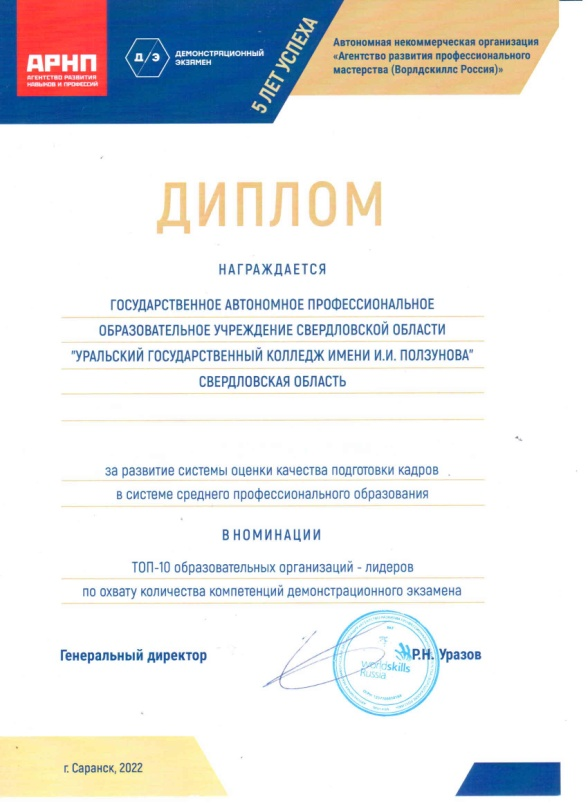 АРНП
АГЕНТСТВО РАЗВИТИЯ
НАВЫКОВ И ПРОФЕССИЙ
Д/Э
ДЕМОНСТРАЦИОННЫЙ
ЭКЗАМЕН
5 ЛЕТ УСПЕХА
Автономная некоммерческая организация
«Агентство развития профессионального
мастерства (Ворлдскиллс Россия)»
ДИПЛОМ
НАГРАЖДАЕТСЯ
ГОСУДАРСТВЕННОЕ АВТОНОМНОЕ ПРОФЕССИОНАЛЬНОЕ
ОБРАЗОВАТЕЛЬНОЕ УЧРЕЖДЕНИЕ СВЕРДЛОВСКОЙ ОБЛАСТИ
"УРАЛЬСКИЙ ГОСУДАРСТВЕННЫЙ КОЛЛЕДЖ ИМЕНИ И.И. ПОЛЗУНОВА"
СВЕРДЛОВСКАЯ ОБЛАСТЬ
за развитие системы оценки качества подготовки кадров
в системе среднего профессионального образования
В НОМИНАЦИИ
ТОП-10 образовательных организаций - лидеров
по охвату количества компетенций демонстрационного экзамена
Генеральный директор
Р.Н. Уразов
worldskills
Russia
г. Саранск, 2022